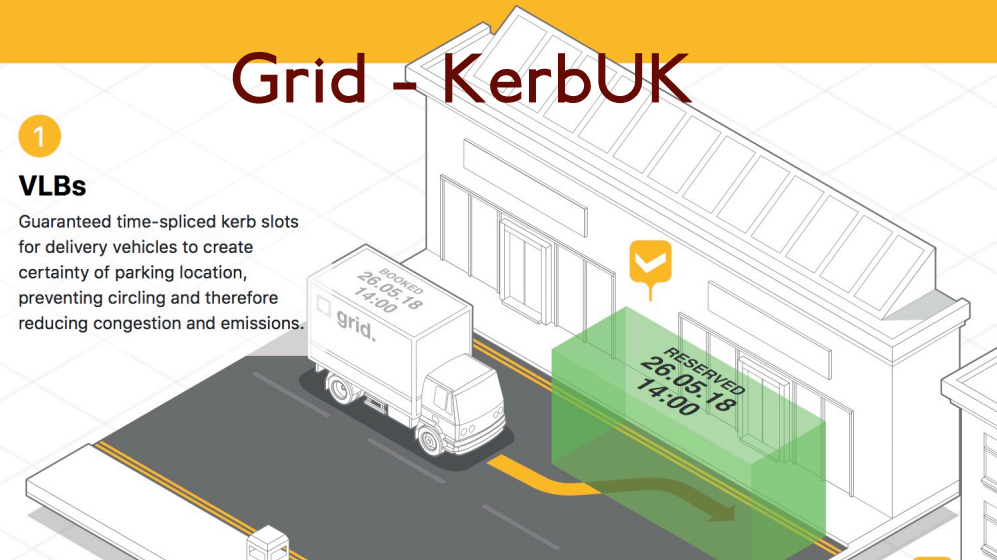 Grid - KerbUK
1
VLBs
Guaranteed time-spliced kerb slots
for delivery vehicles to create
certainty of parking location,
preventing circling and therefore
reducing congestion and emissions.
BOOKED
26.05.18
14:00
grid.
RESERVED
26.05.18
14:00